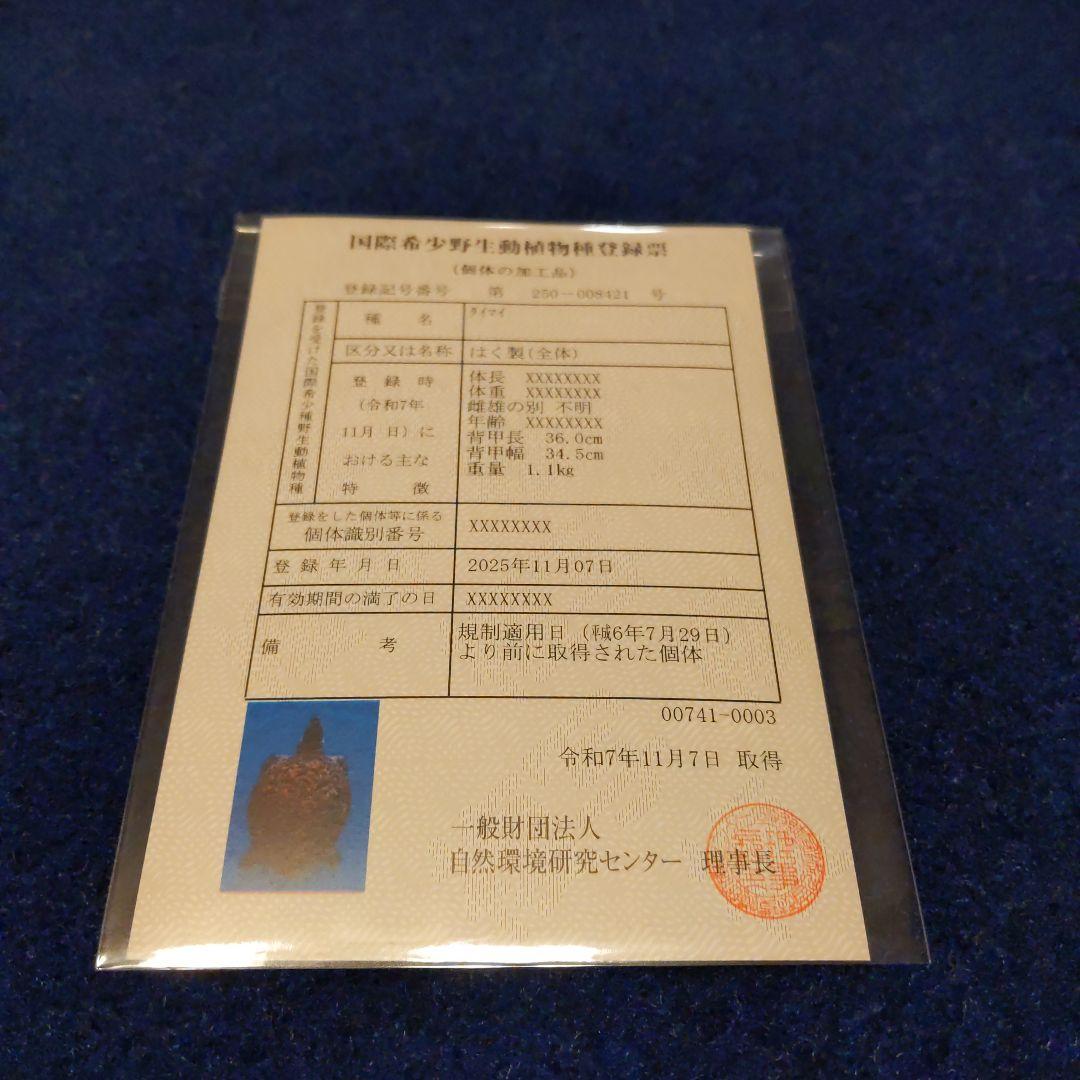 国際希少野生動植物種登録票
(個体の加工品)
登録記号番号 第 250-008421 号
登録を受けた国際希少野生動植物種
種名 タイマイ
区分又は名称 はく製(全体)
登録時
(令和7年
11月 日)に
おける主な
特徴
体長 XXXXXXXX
体重 XXXXXXXX
雌雄の別 不明
年齢 XXXXXXXX
背甲長 36.0cm
背甲幅 34.5cm
重量 1.1kg
登録をした個体等に係る
個体識別番号 XXXXXXXX
登録年月日 2025年11月07日
有効期間の満了の日 XXXXXXXX
備考
規制適用日(平成6年7月29日)
より前に取得された個体
00741-0003
令和7年11月7日 取得
一般財団法人
自然環境研究センター 理事長